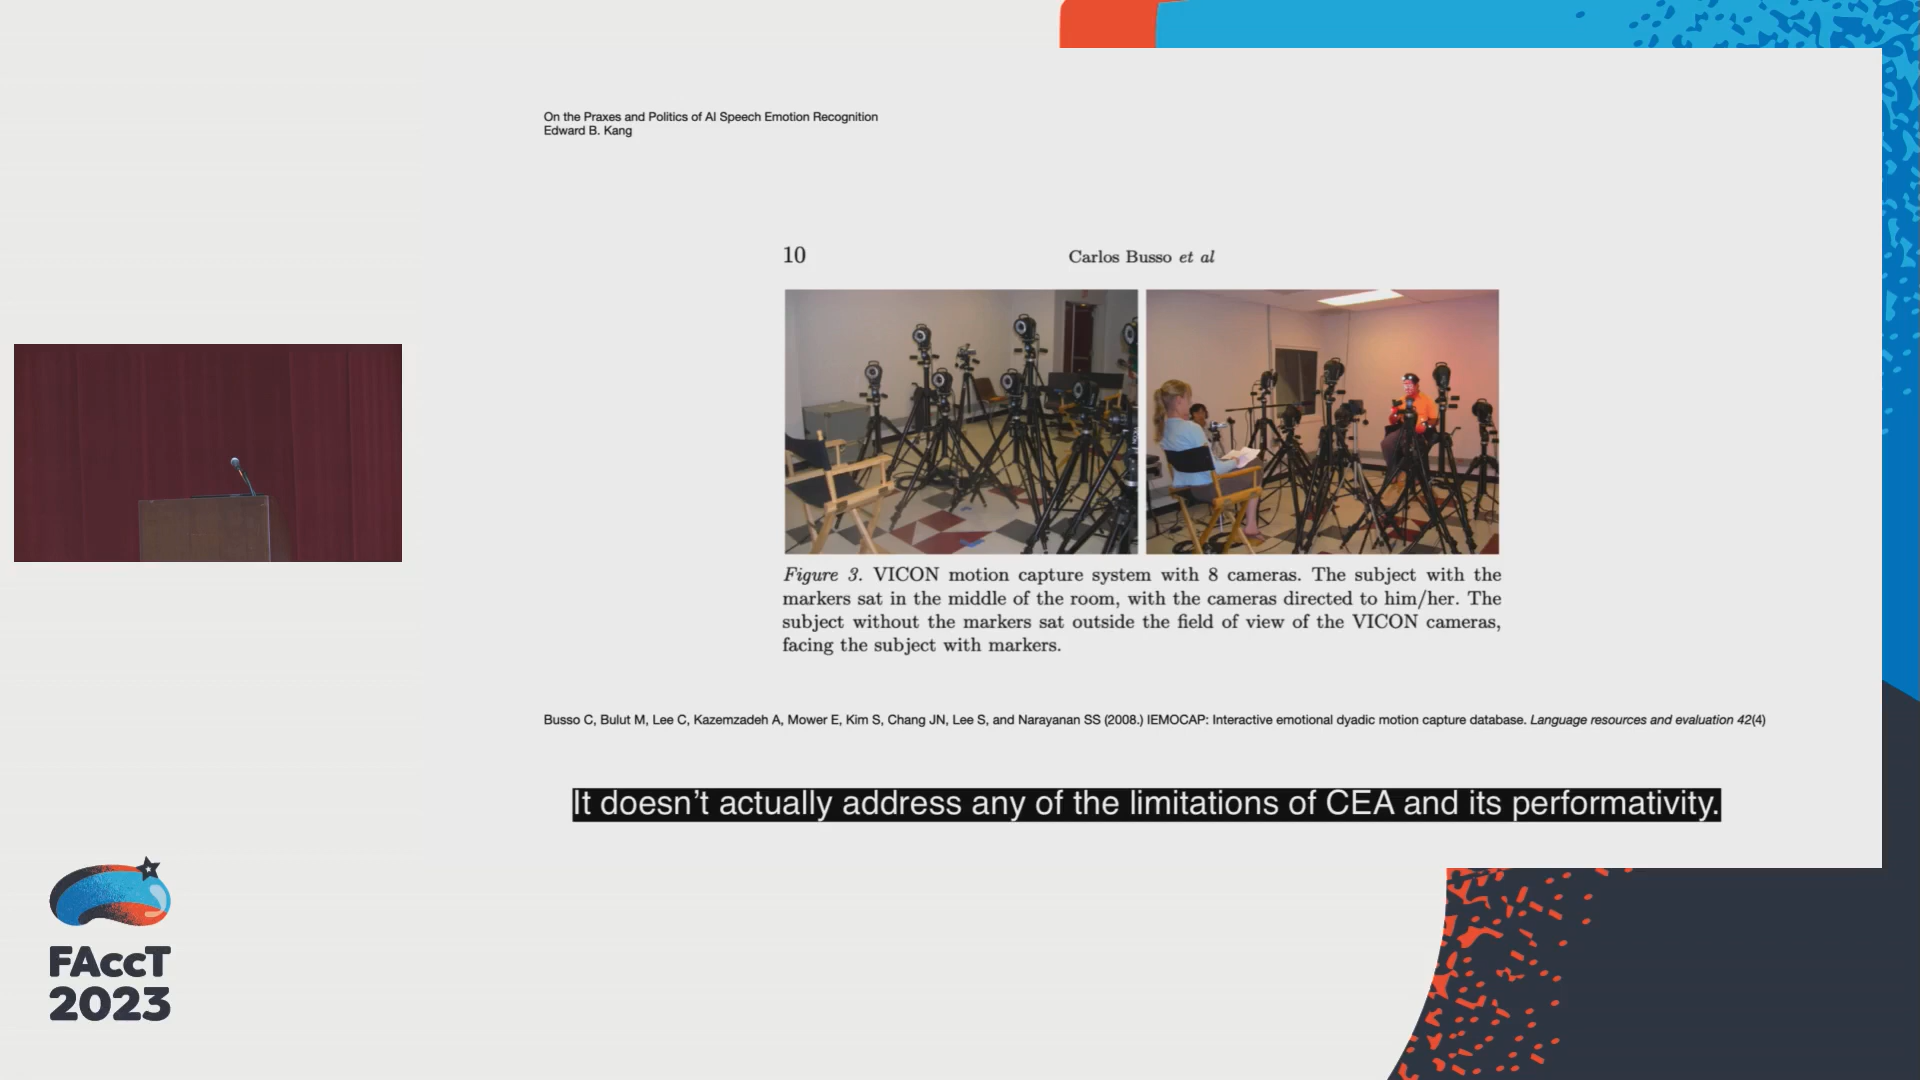 On the Praxes and Politics of AI Speech Emotion Recognition
Edward B. Kang
10 Carlos Busso et al
Figure 3. VICON motion capture system with 8 cameras. The subject with the
markers sat in the middle of the room, with the cameras directed to him/her. The
subject without the markers sat outside the field of view of the VICON cameras,
facing the subject with markers.
Busso C, Bulut M, Lee C, Kazemzadeh A, Mower E, Kim S, Chang JN, Lee S, and Narayanan SS (2008.) IEMOCAP: Interactive emotional dyadic motion capture database. Language resources and evaluation 42(4)
It doesn’t actually address any of the limitations of CEA and its performativity.
FAccT
2023